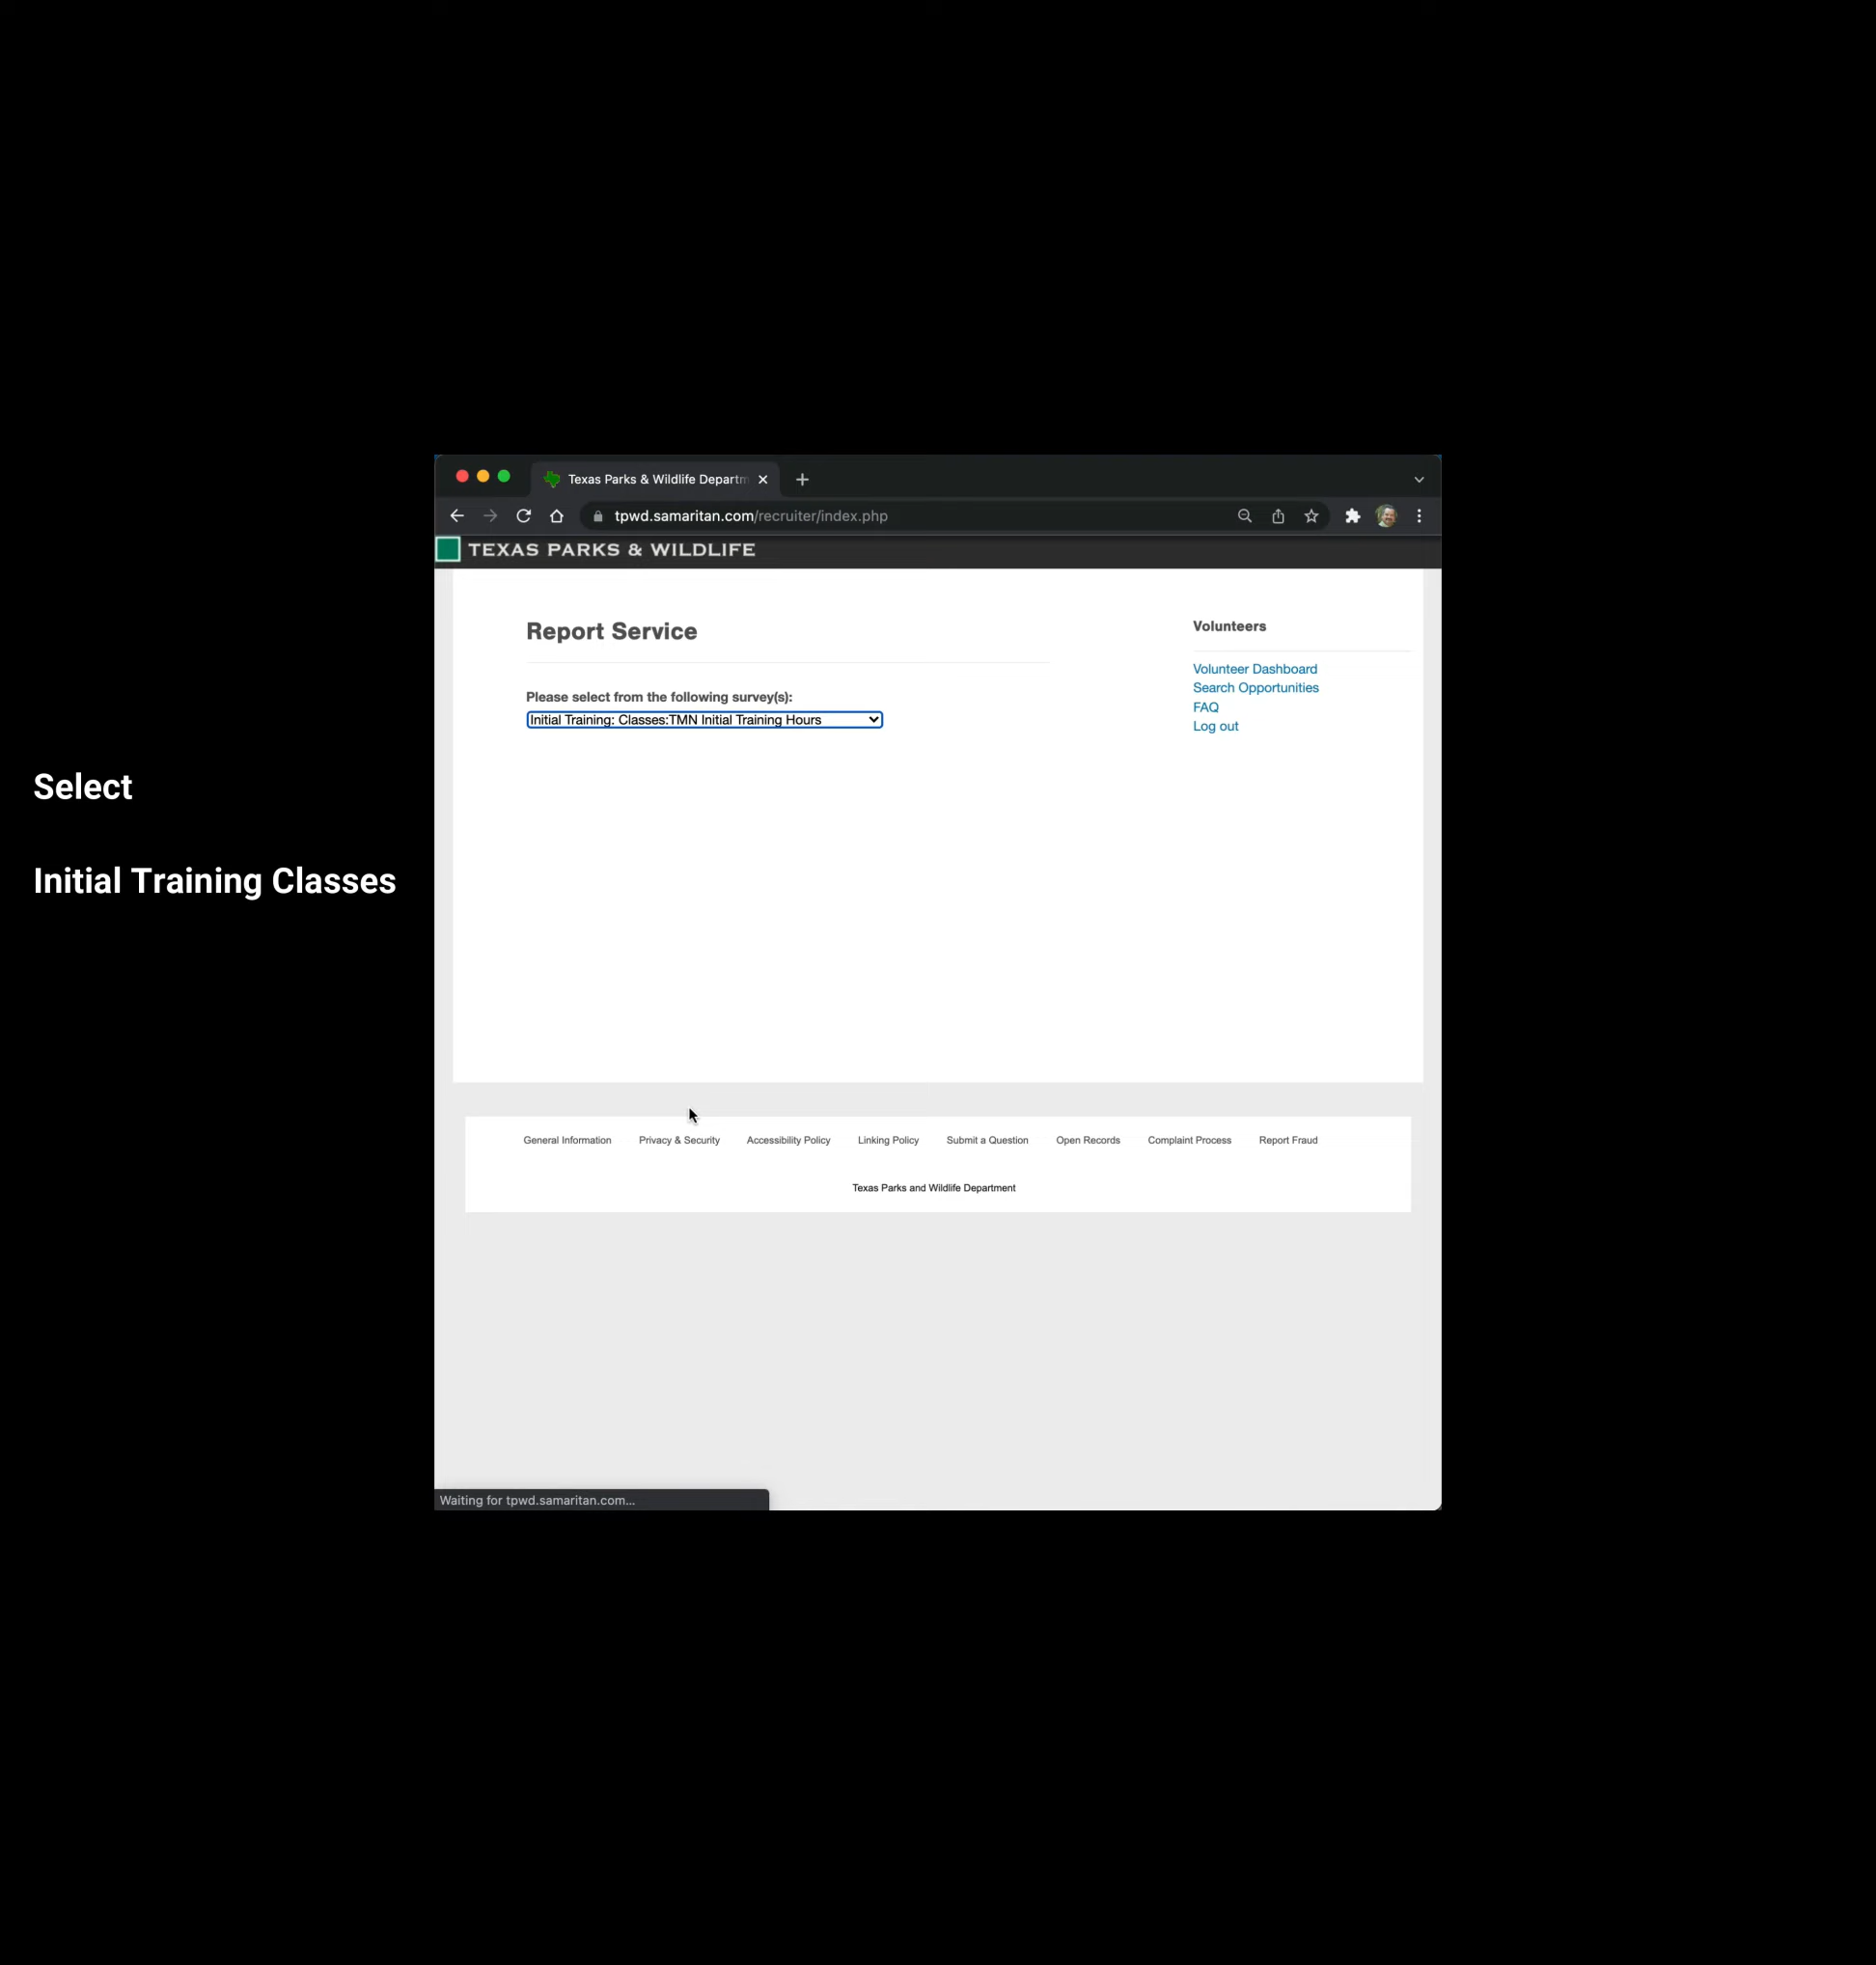 Texas Parks & Wildlife Departm
tpwd.samaritan.com/recruiter/index.php
TEXAS PARKS & WILDLIFE
Report Service
Please select from the following survey(s):
Initial Training: Classes:TMN Initial Training Hours
Volunteers
Volunteer Dashboard
Search Opportunities
FAQ
Log out
Select
Initial Training Classes
General Information Privacy & Security Accessibility Policy Linking Policy Submit a Question Open Records Complaint Process Report Fraud
Texas Parks and Wildlife Department
Waiting for tpwd.samaritan.com...